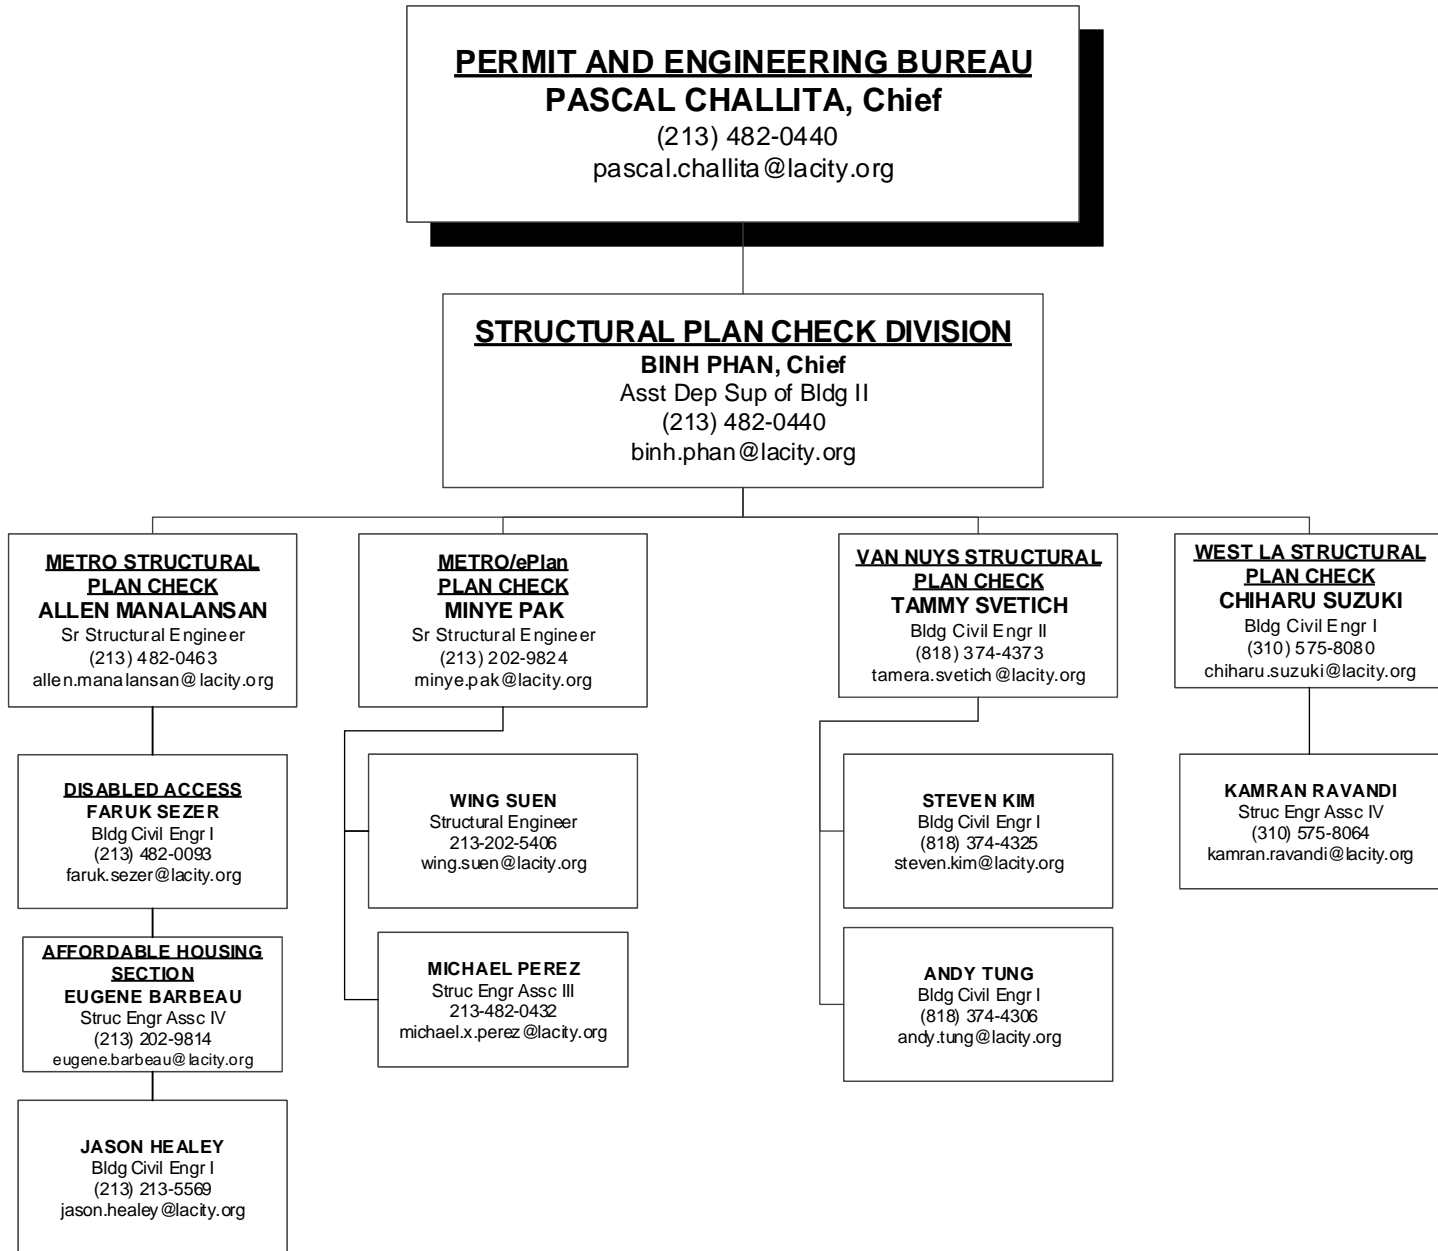 PERMIT AND ENGINEERING BUREAU
PASCAL CHALLITA, Chief
(213) 482-0440
pascal.challita@lacity.org
STRUCTURAL PLAN CHECK DIVISION
BINH PHAN, Chief
Asst Dep Sup of Bldg II
(213) 482-0440
binh.phan@lacity.org
METRO STRUCTURAL
PLAN CHECK
ALLEN MANALANSAN
Sr Structural Engineer
(213) 482-0463
allen.manalansan@lacity.org
DISABLED ACCESS
FARUK SEZER
Bldg Civil Engr I
(213) 482-0093
faruk.sezer@lacity.org
AFFORDABLE HOUSING
SECTION
EUGENE BARBEAU
Struc Engr Assc IV
(213) 202-9814
eugene.barbeau@lacity.org
JASON HEALEY
Bldg Civil Engr I
(213) 213-5569
jason.healey@lacity.org
METRO/ePlan
PLAN CHECK
MINYE PAK
Sr Structural Engineer
(213) 202-9824
minye.pak@lacity.org
WING SUEN
Structural Engineer
213-202-5406
wing.suen@lacity.org
MICHAEL PEREZ
Struc Engr Assc III
213-482-0432
michael.x.perez@lacity.org
VAN NUYS STRUCTURAL
PLAN CHECK
TAMMY SVETICH
Bldg Civil Engr II
(818) 374-4373
tamera.svetich@lacity.org
STEVEN KIM
Bldg Civil Engr I
(818) 374-4325
steven.kim@lacity.org
ANDY TUNG
Bldg Civil Engr I
(818) 374-4306
andy.tung@lacity.org
WEST LA STRUCTURAL
PLAN CHECK
CHIHARU SUZUKI
Bldg Civil Engr I
(310) 575-8080
chiharu.suzuki@lacity.org
KAMRAN RAVANDI
Struc Engr Assc IV
(310) 575-8064
kamran.ravandi@lacity.org